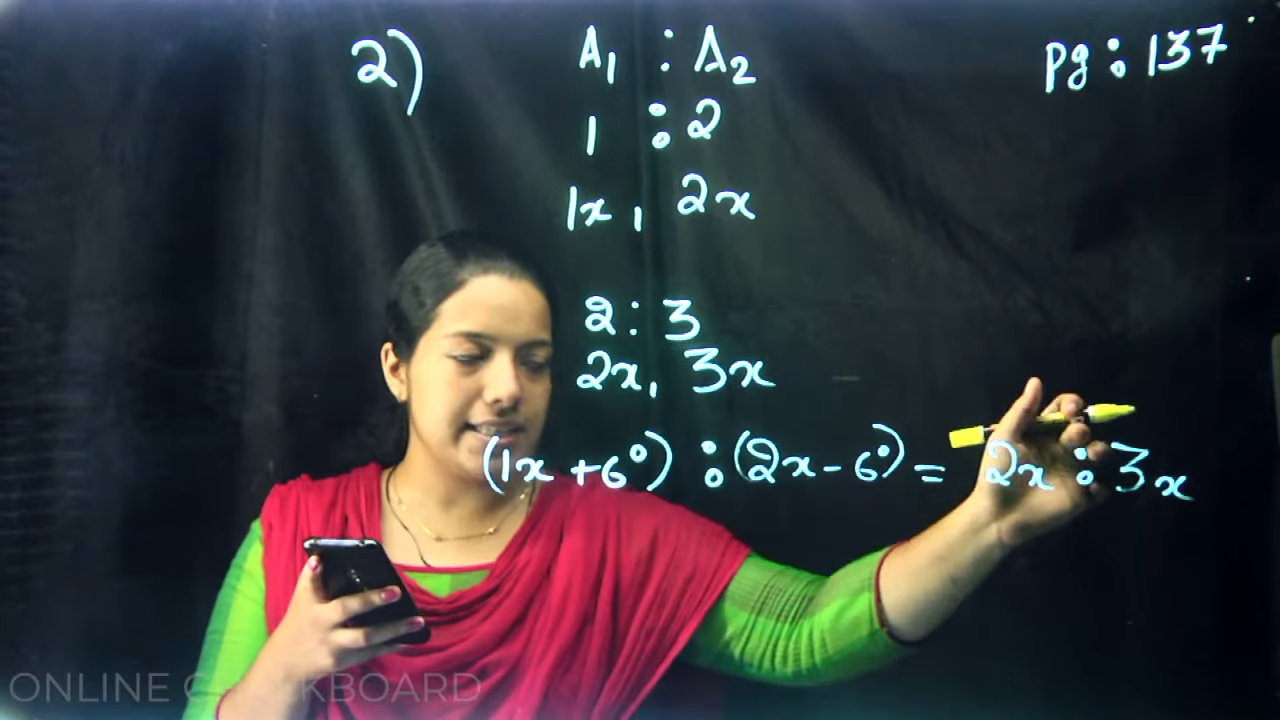 2) A₁ : A₂ Pg : 137
1 : 2
1x, 2x
2 : 3
2x, 3x
(1x + 6°) : (2x - 6°) = 2x : 3x
ONLINE CHALKBOARD